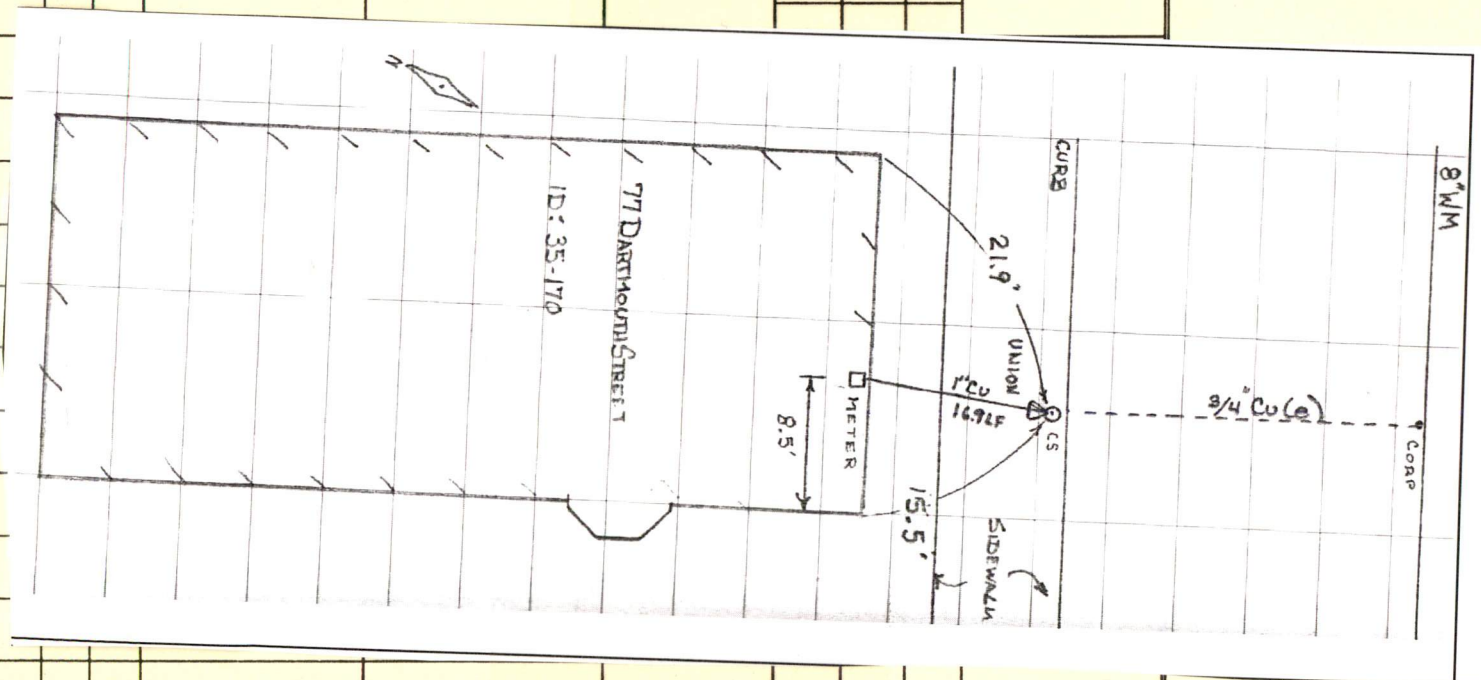 N
77 DARTMOUTH STREET
ID: 35-170
METER
8.5'
1" CU
16.9LF
UNION
CS
21.9'
15.5'
CURB
SIDEWALK
3/4" CU (e)
8" WM
CORP